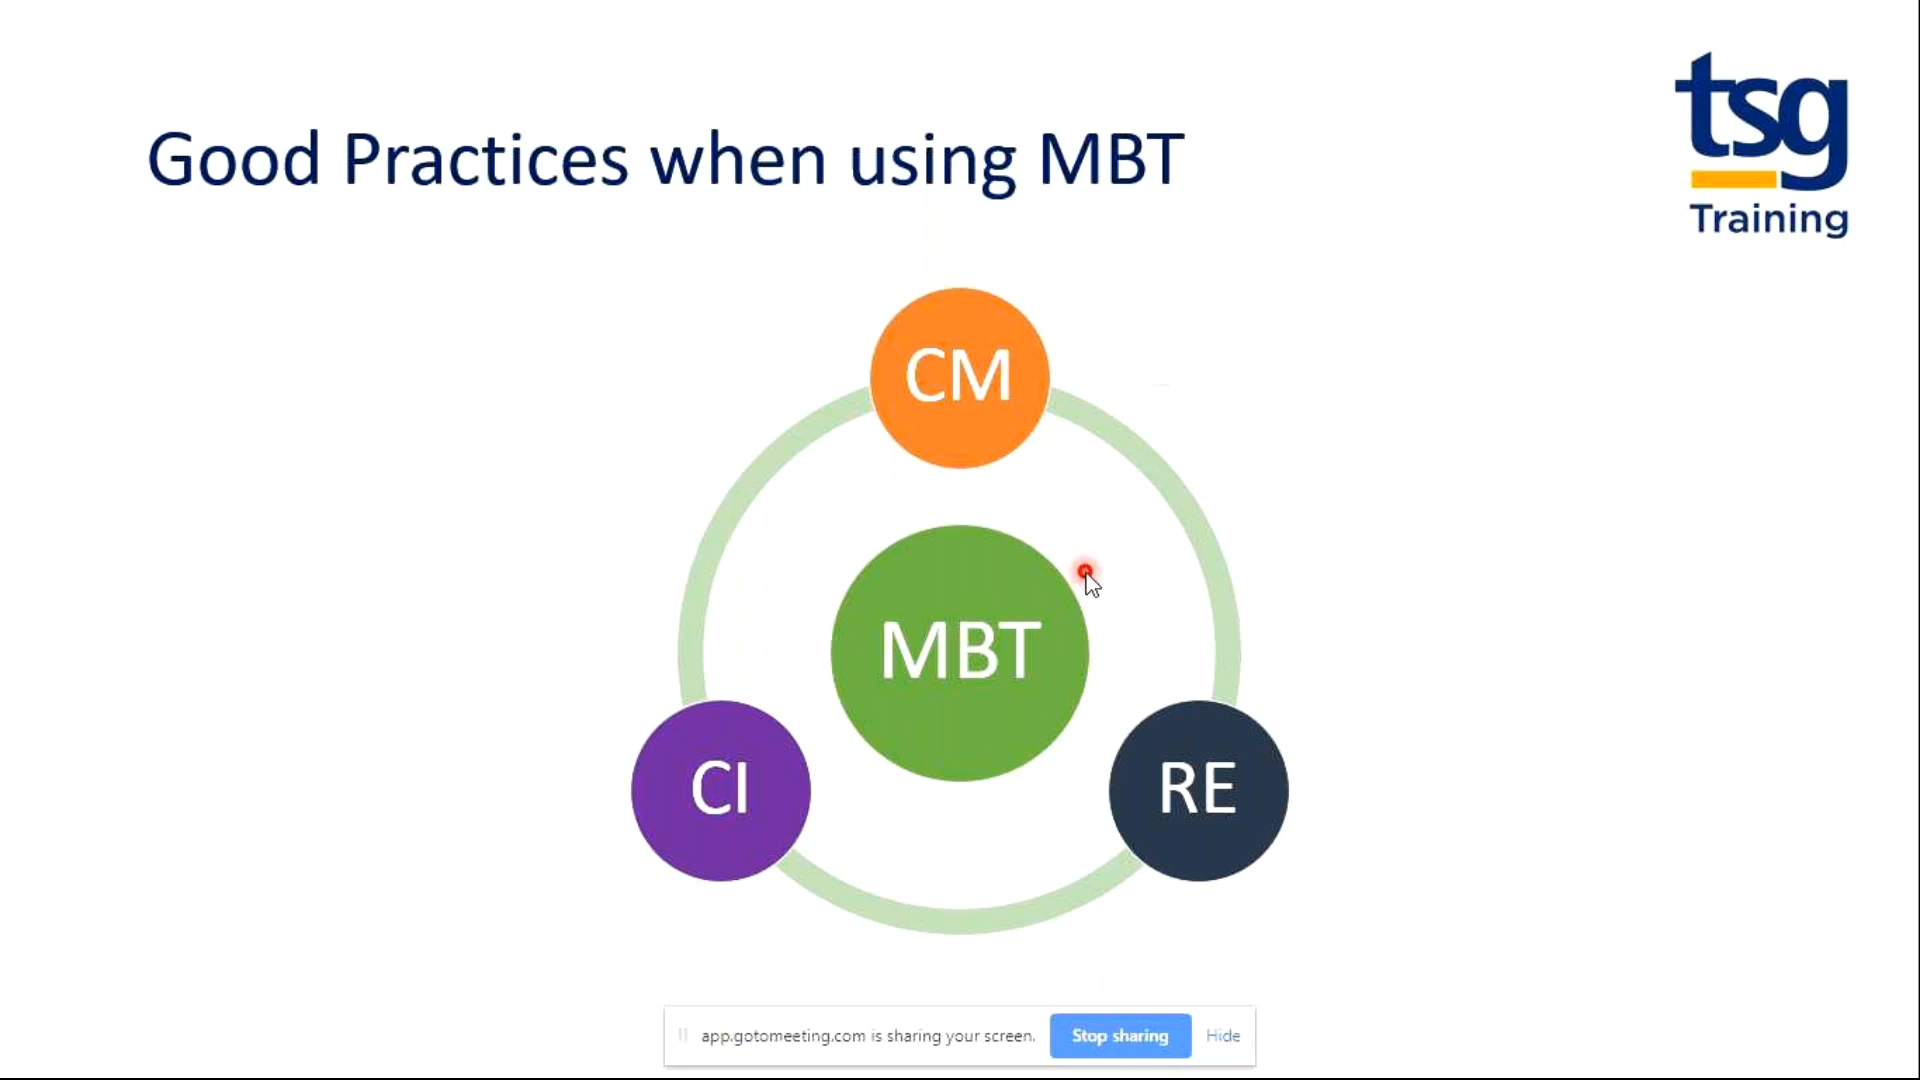 tsg
Training
Good Practices when using MBT
CM
MBT
CI
RE
app.gotomeeting.com is sharing your screen.
Stop sharing
Hide